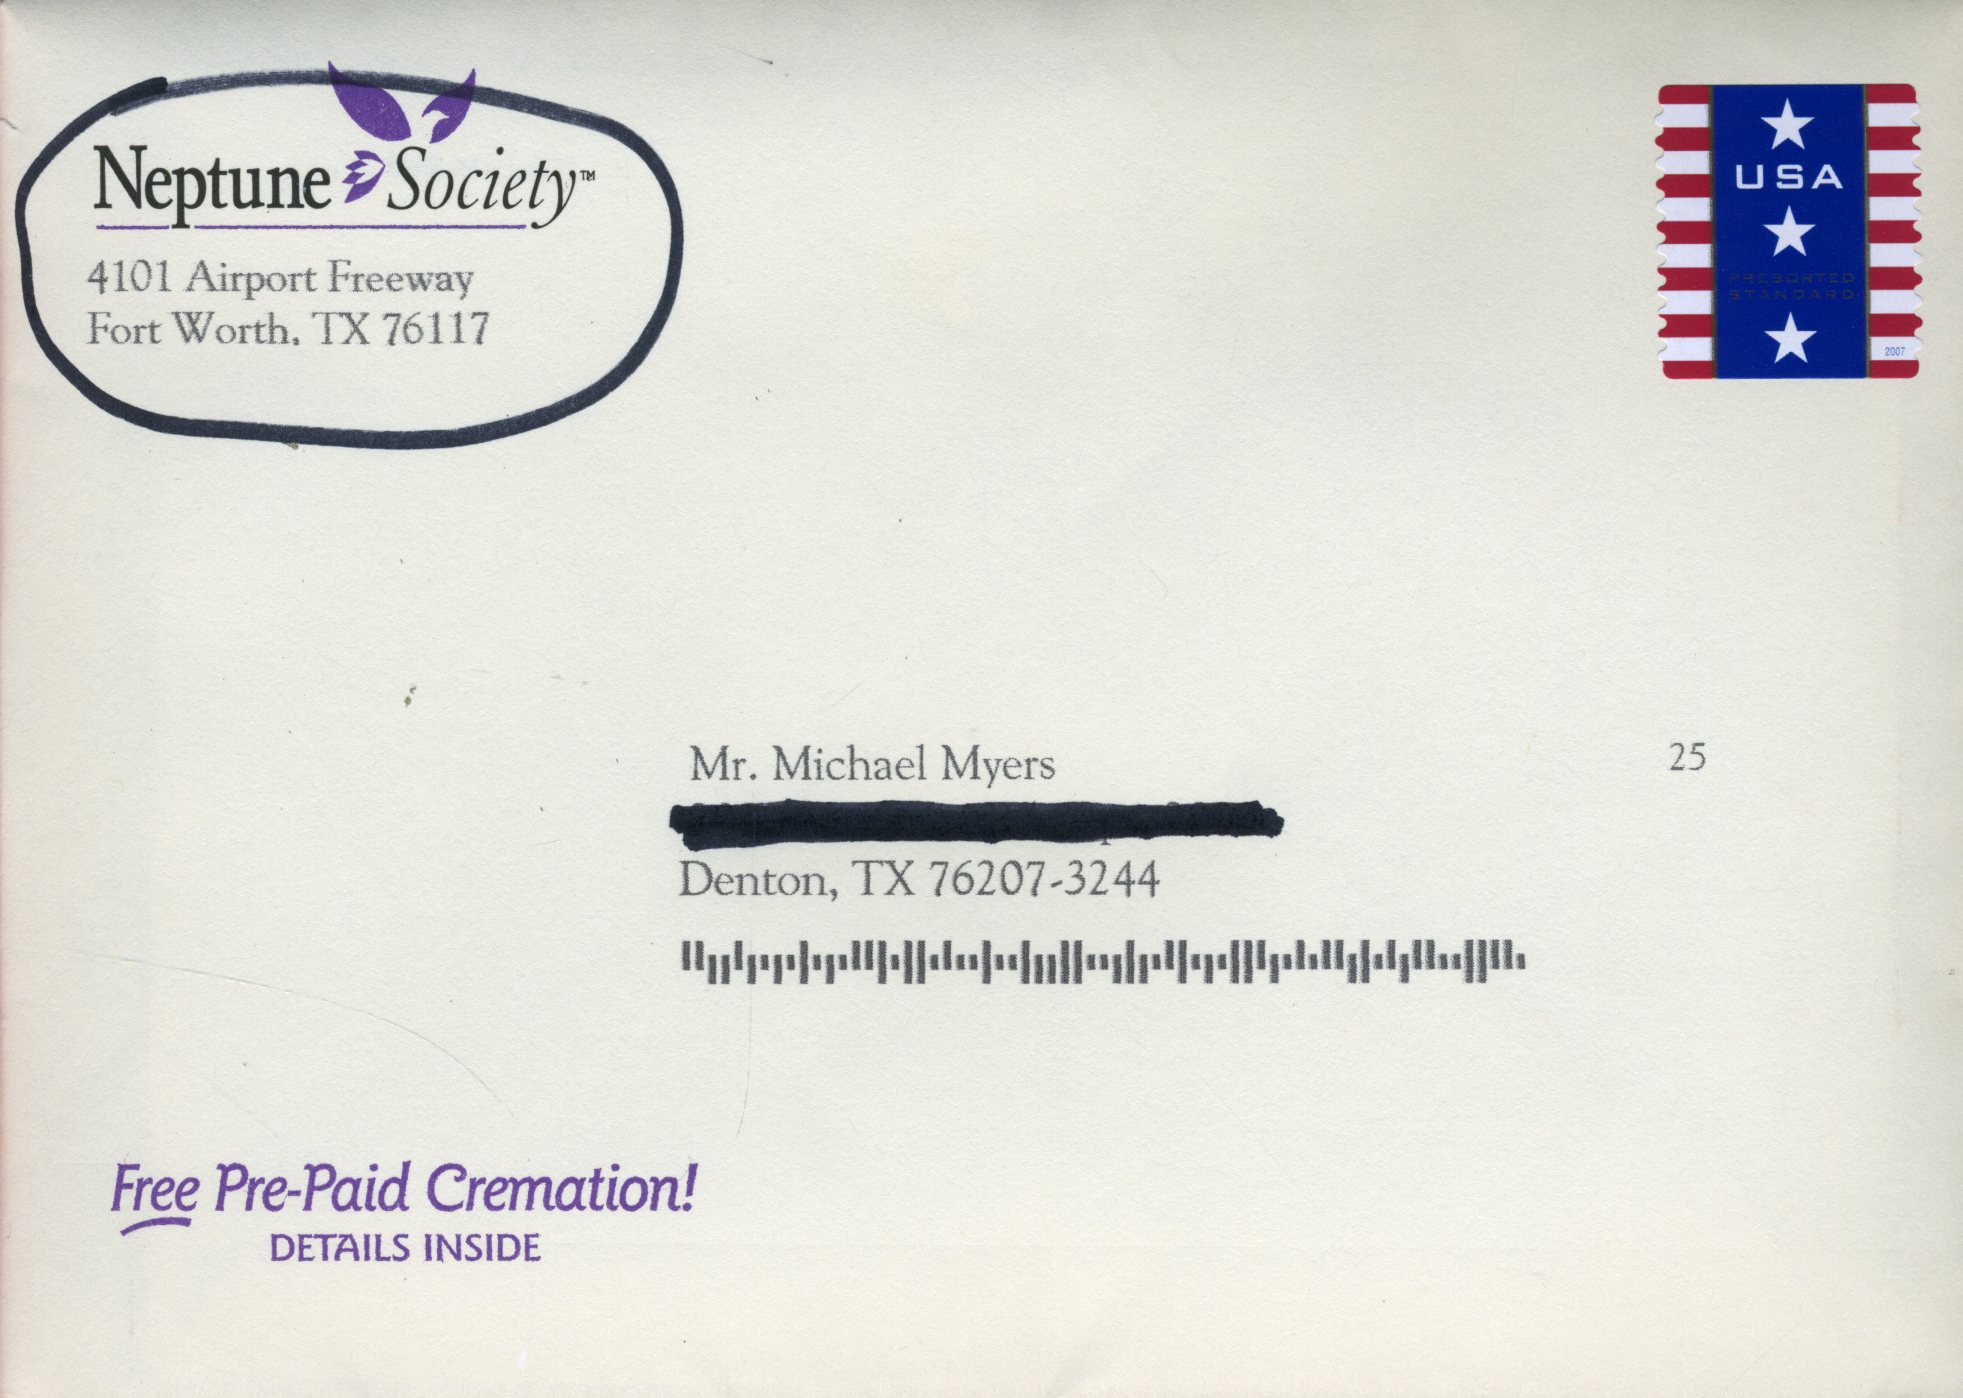 Neptune Society™
4101 Airport Freeway
Fort Worth, TX 76117
USA
PRESORTED
STANDARD
2007
Mr. Michael Myers
25
Denton, TX 76207-3244
Free Pre-Paid Cremation!
DETAILS INSIDE